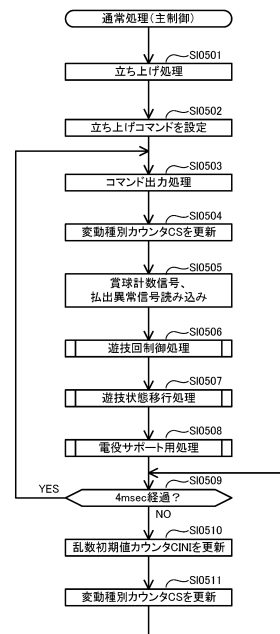 通常処理(主制御)
SI0501
立ち上げ処理
SI0502
立ち上げコマンドを設定
SI0503
コマンド出力処理
SI0504
変動種別カウンタCSを更新
SI0505
賞球計数信号、
払出異常信号読み込み
SI0506
遊技回制御処理
SI0507
遊技状態移行処理
SI0508
電役サポート用処理
SI0509
YES
4msec経過?
NO
SI0510
乱数初期値カウンタCINIを更新
SI0511
変動種別カウンタCSを更新